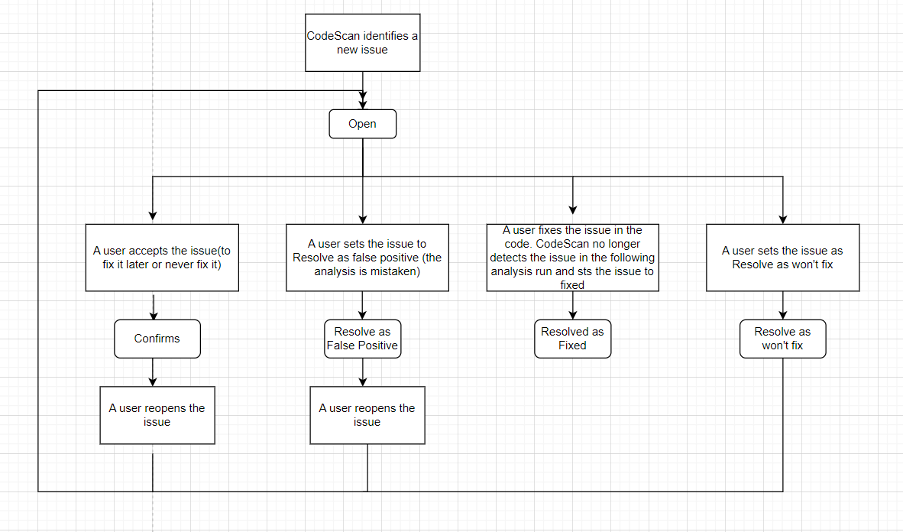 CodeScan identifies a
new issue
Open
A user accepts the issue(to
fix it later or never fix it)
A user sets the issue to
Resolve as false positive (the
analysis is mistaken)
A user fixes the issue in the
code. CodeScan no longer
detects the issue in the following
analysis run and sts the issue to
fixed
A user sets the issue as
Resolve as won't fix
Confirms
Resolve as
False Positive
Resolved as
Fixed
Resolve as
won't fix
A user reopens the
issue
A user reopens the
issue